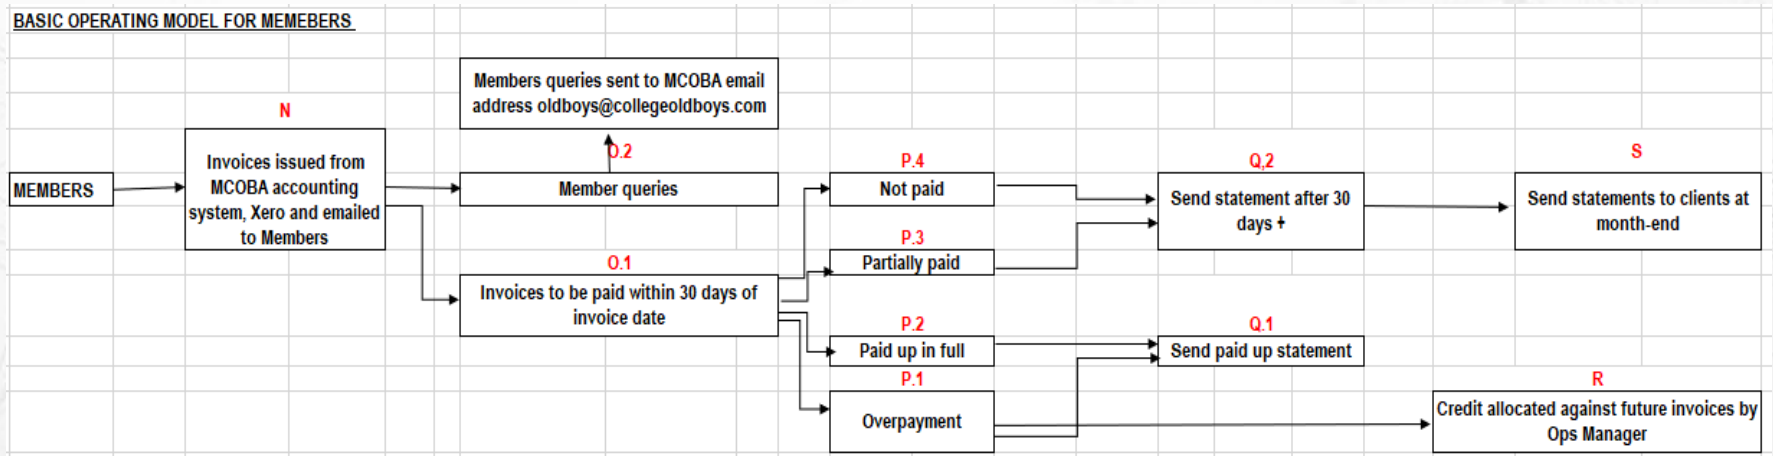 BASIC OPERATING MODEL FOR MEMEBERS
Members queries sent to MCOBA email
address oldboys@collegeoldboys.com
N
O.2
P.4
Q,2
S
MEMBERS
Invoices issued from
MCOBA accounting
system, Xero and emailed
to Members
Member queries
Not paid
Send statement after 30
days +
Send statements to clients at
month-end
P.3
Partially paid
O.1
Invoices to be paid within 30 days of
invoice date
P.2
Paid up in full
Q.1
Send paid up statement
P.1
Overpayment
R
Credit allocated against future invoices by
Ops Manager